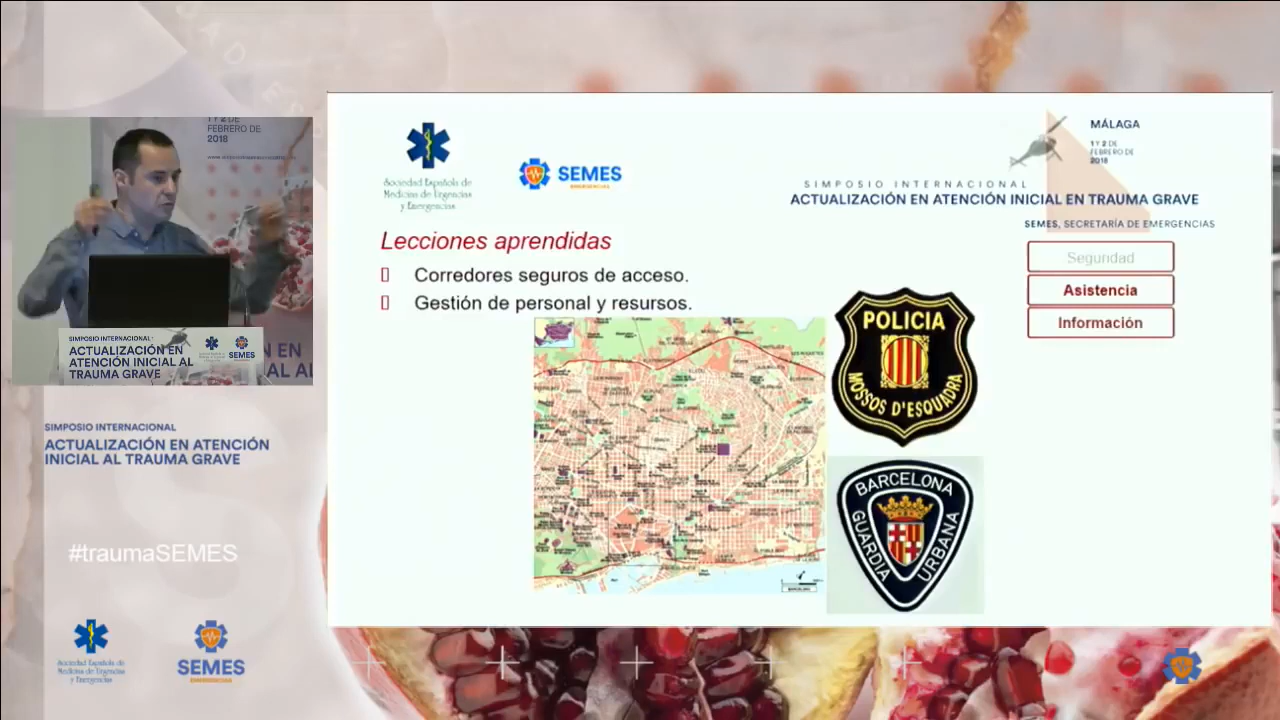 1 Y 2 DE
FEBRERO DE
2018
SIMPOSIO INTERNACIONAL
ACTUALIZACIÓN EN
ATENCIÓN INICIAL AL
TRAUMA GRAVE
SEMES
SIMPOSIO INTERNACIONAL
ACTUALIZACIÓN EN ATENCIÓN
INICIAL AL TRAUMA GRAVE
#traumaSEMES
Sociedad Española de
Medicina de Urgencias
y Emergencias
SEMES
EMERGENCIAS
Sociedad Española de
Medicina de Urgencias
y Emergencias
SEMES
EMERGENCIAS
MÁLAGA
1 Y 2 DE
FEBRERO DE
2018
SIMPOSIO INTERNACIONAL
ACTUALIZACIÓN EN ATENCIÓN INICIAL EN TRAUMA GRAVE
SEMES, SECRETARÍA DE EMERGENCIAS
Lecciones aprendidas
Corredores seguros de acceso.
Gestión de personal y recursos.
Seguridad
Asistencia
Información
POLICIA
MOSSOS D'ESQUADRA
BARCELONA
GUARDIA
URBANA